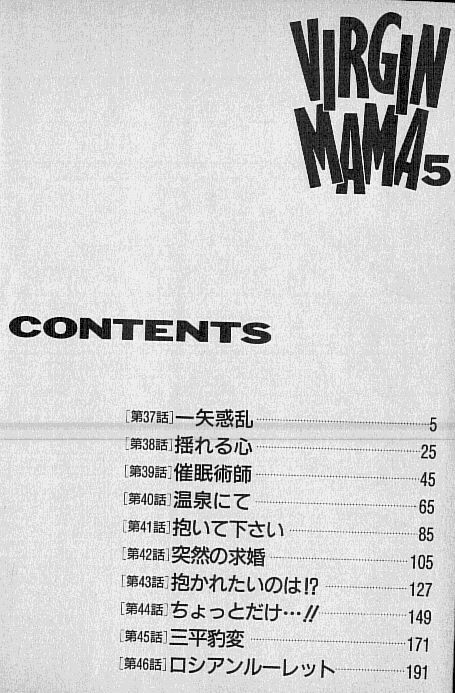 VIRGIN
MAMA5
CONTENTS
[第37話]一矢惑乱 5
[第38話]揺れる心 25
[第39話]催眠術師 45
[第40話]温泉にて 65
[第41話]抱いて下さい 85
[第42話]突然の求婚 105
[第43話]抱かれたいのは!? 127
[第44話]ちょっとだけ…!! 149
[第45話]三平豹変 171
[第46話]ロシアンルーレット 191